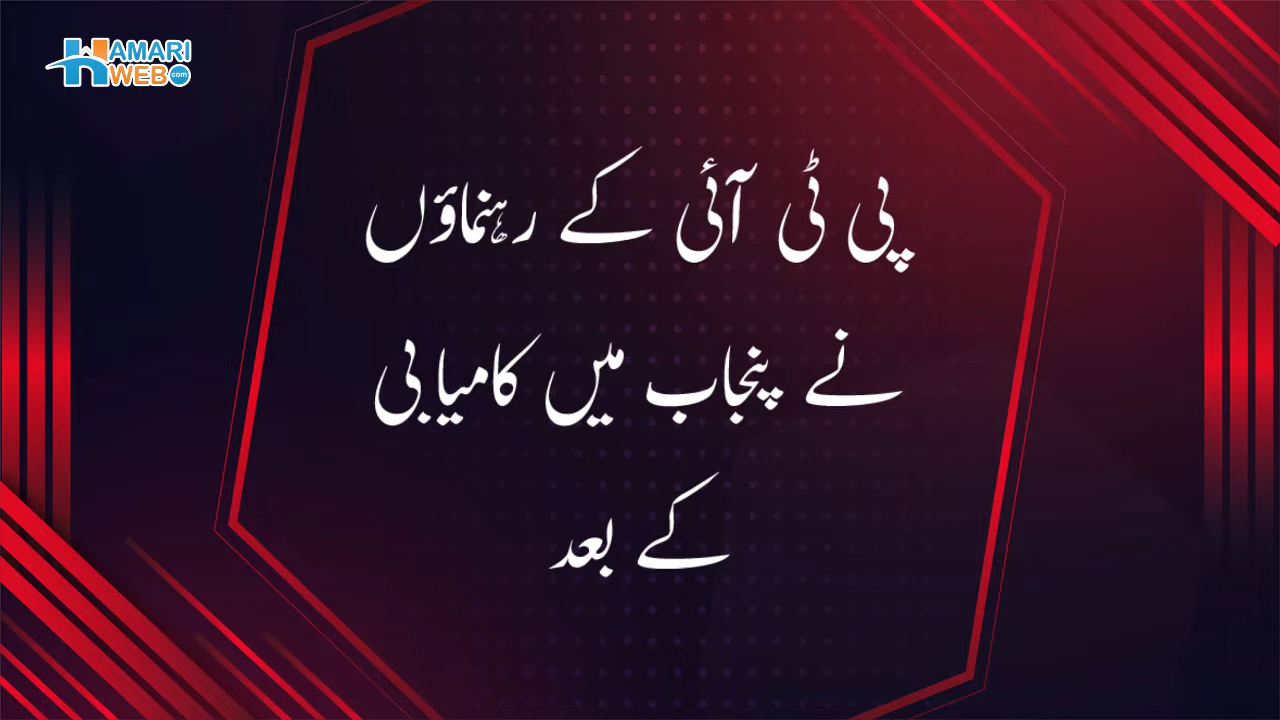 HAMARI
WEB.com
پی ٹی آئی کے رہنماؤں
نے پنجاب میں کامیابی
کے بعد